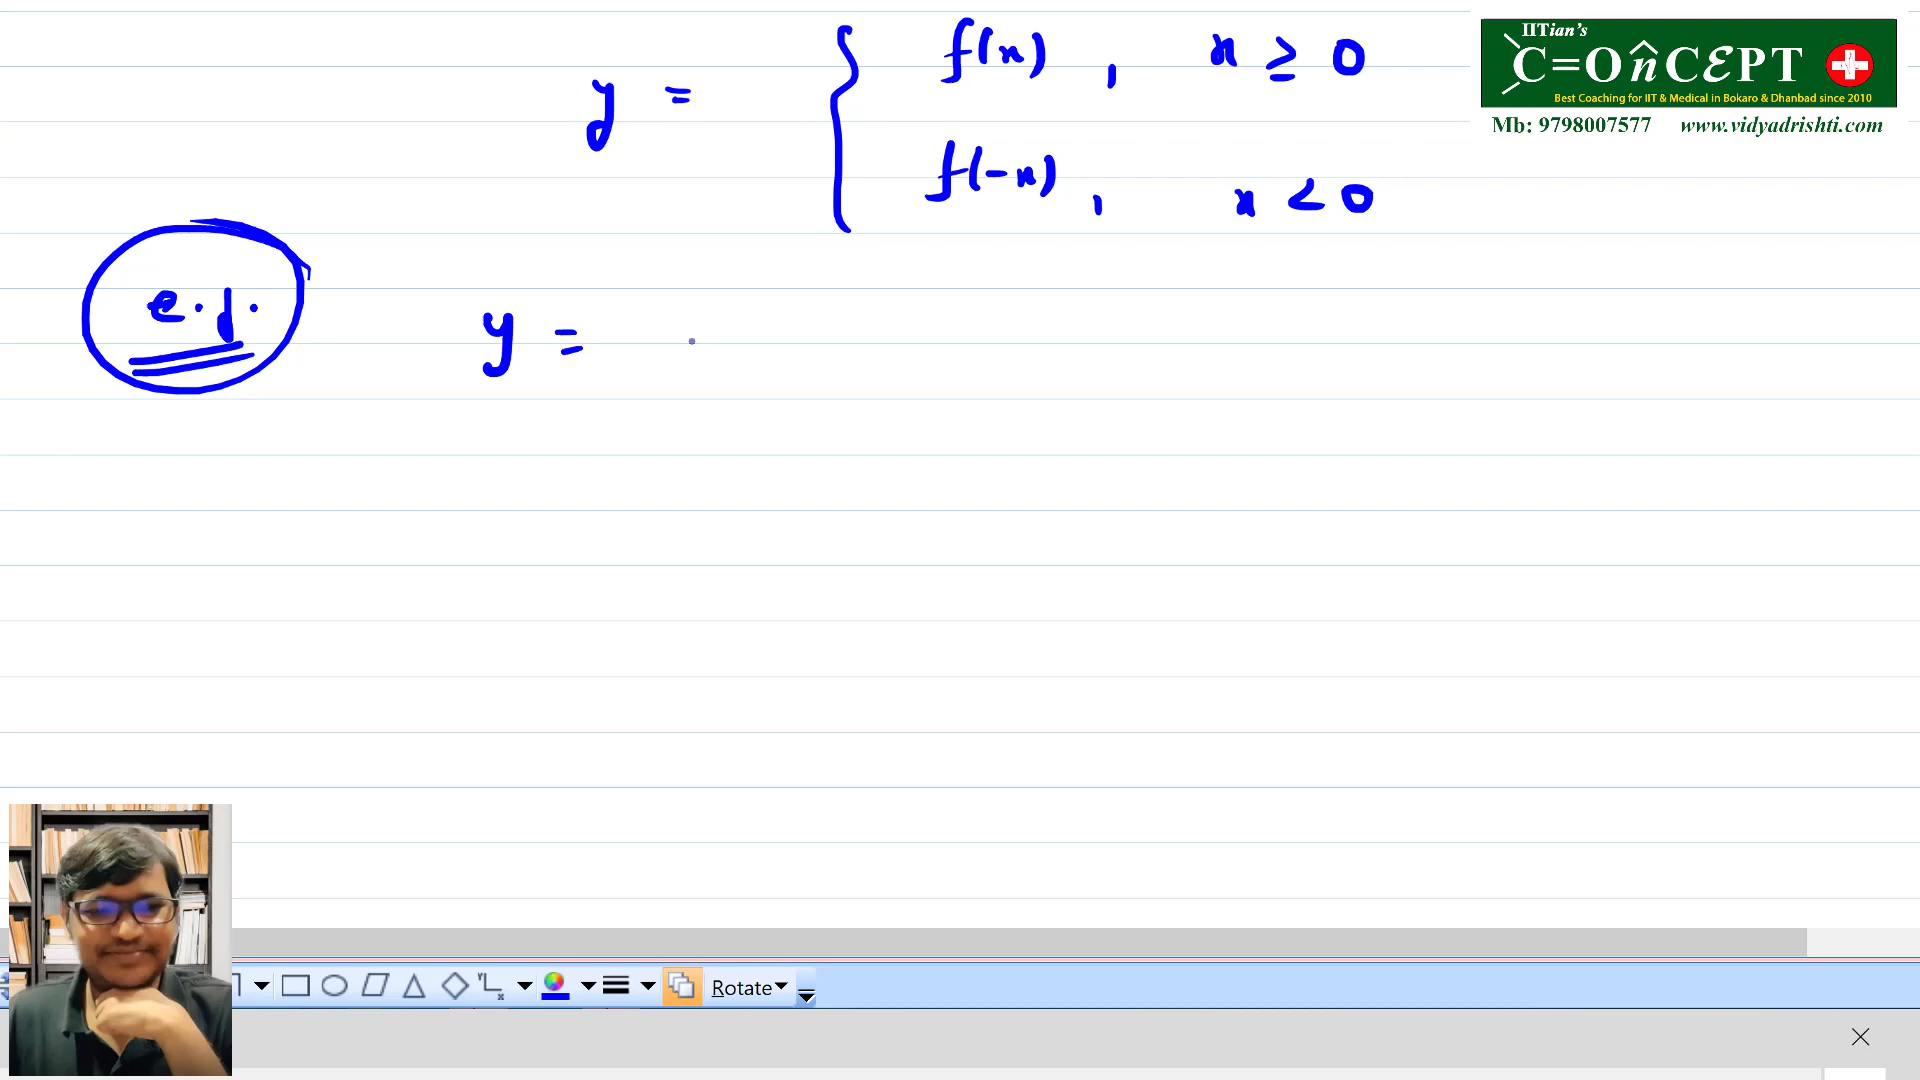 y = { f(x) , x ≥ 0
f(-x) , x < 0
e.g. y =
IITian's
C=OnCEPT
Best Coaching for IIT & Medical in Bokaro & Dhanbad since 2010
Mb: 9798007577 www.vidyadrishti.com
Rotate